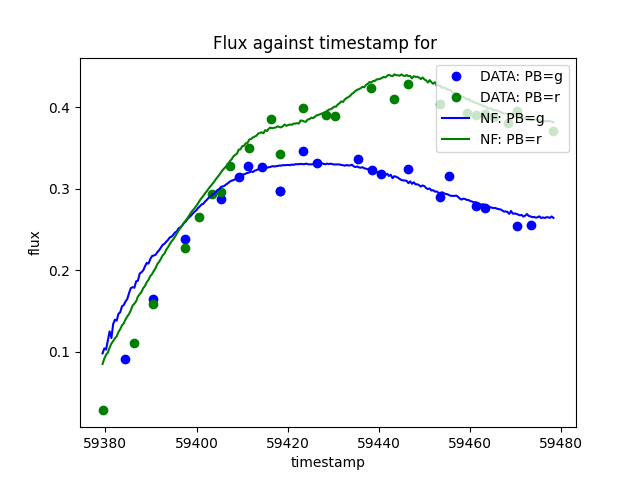 Flux against timestamp for
DATA: PB=g
DATA: PB=r
NF: PB=g
NF: PB=r
flux
0.4
0.3
0.2
0.1
59380 59400 59420 59440 59460 59480
timestamp